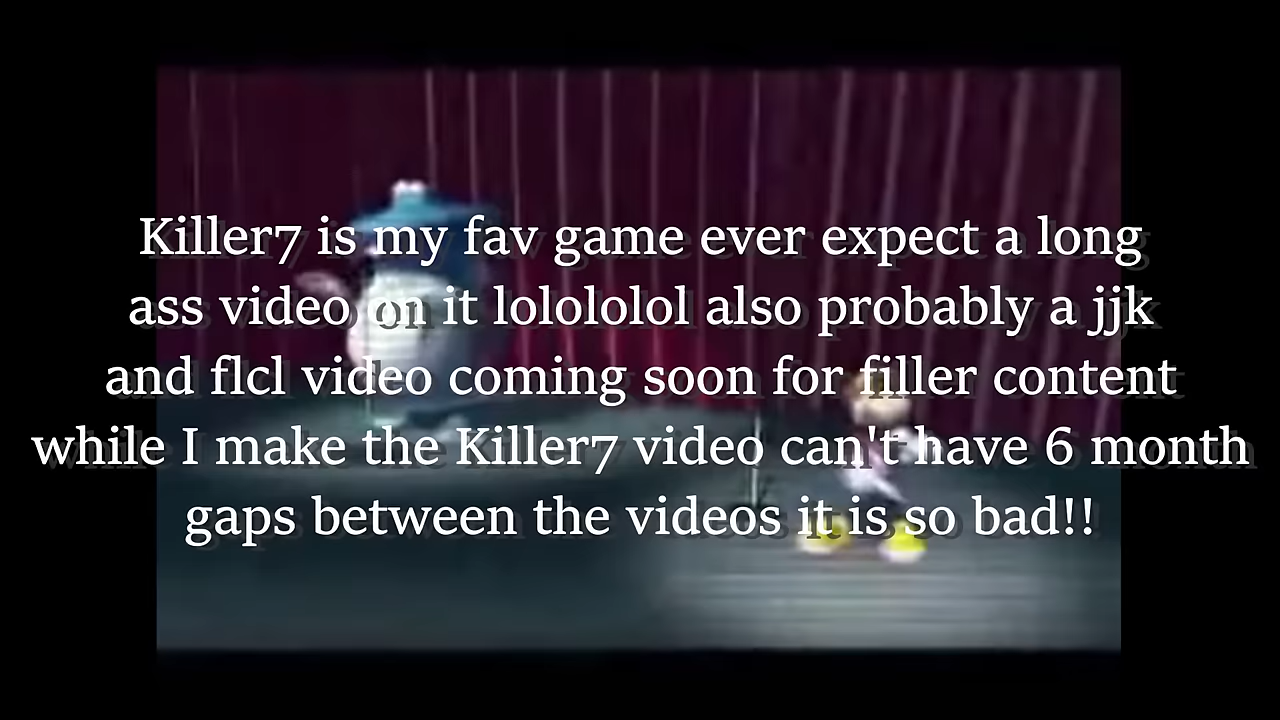 Killer7 is my fav game ever expect a long
ass video on it lolololol also probably a jjk
and flcl video coming soon for filler content
while I make the Killer7 video can't have 6 month
gaps between the videos it is so bad!!